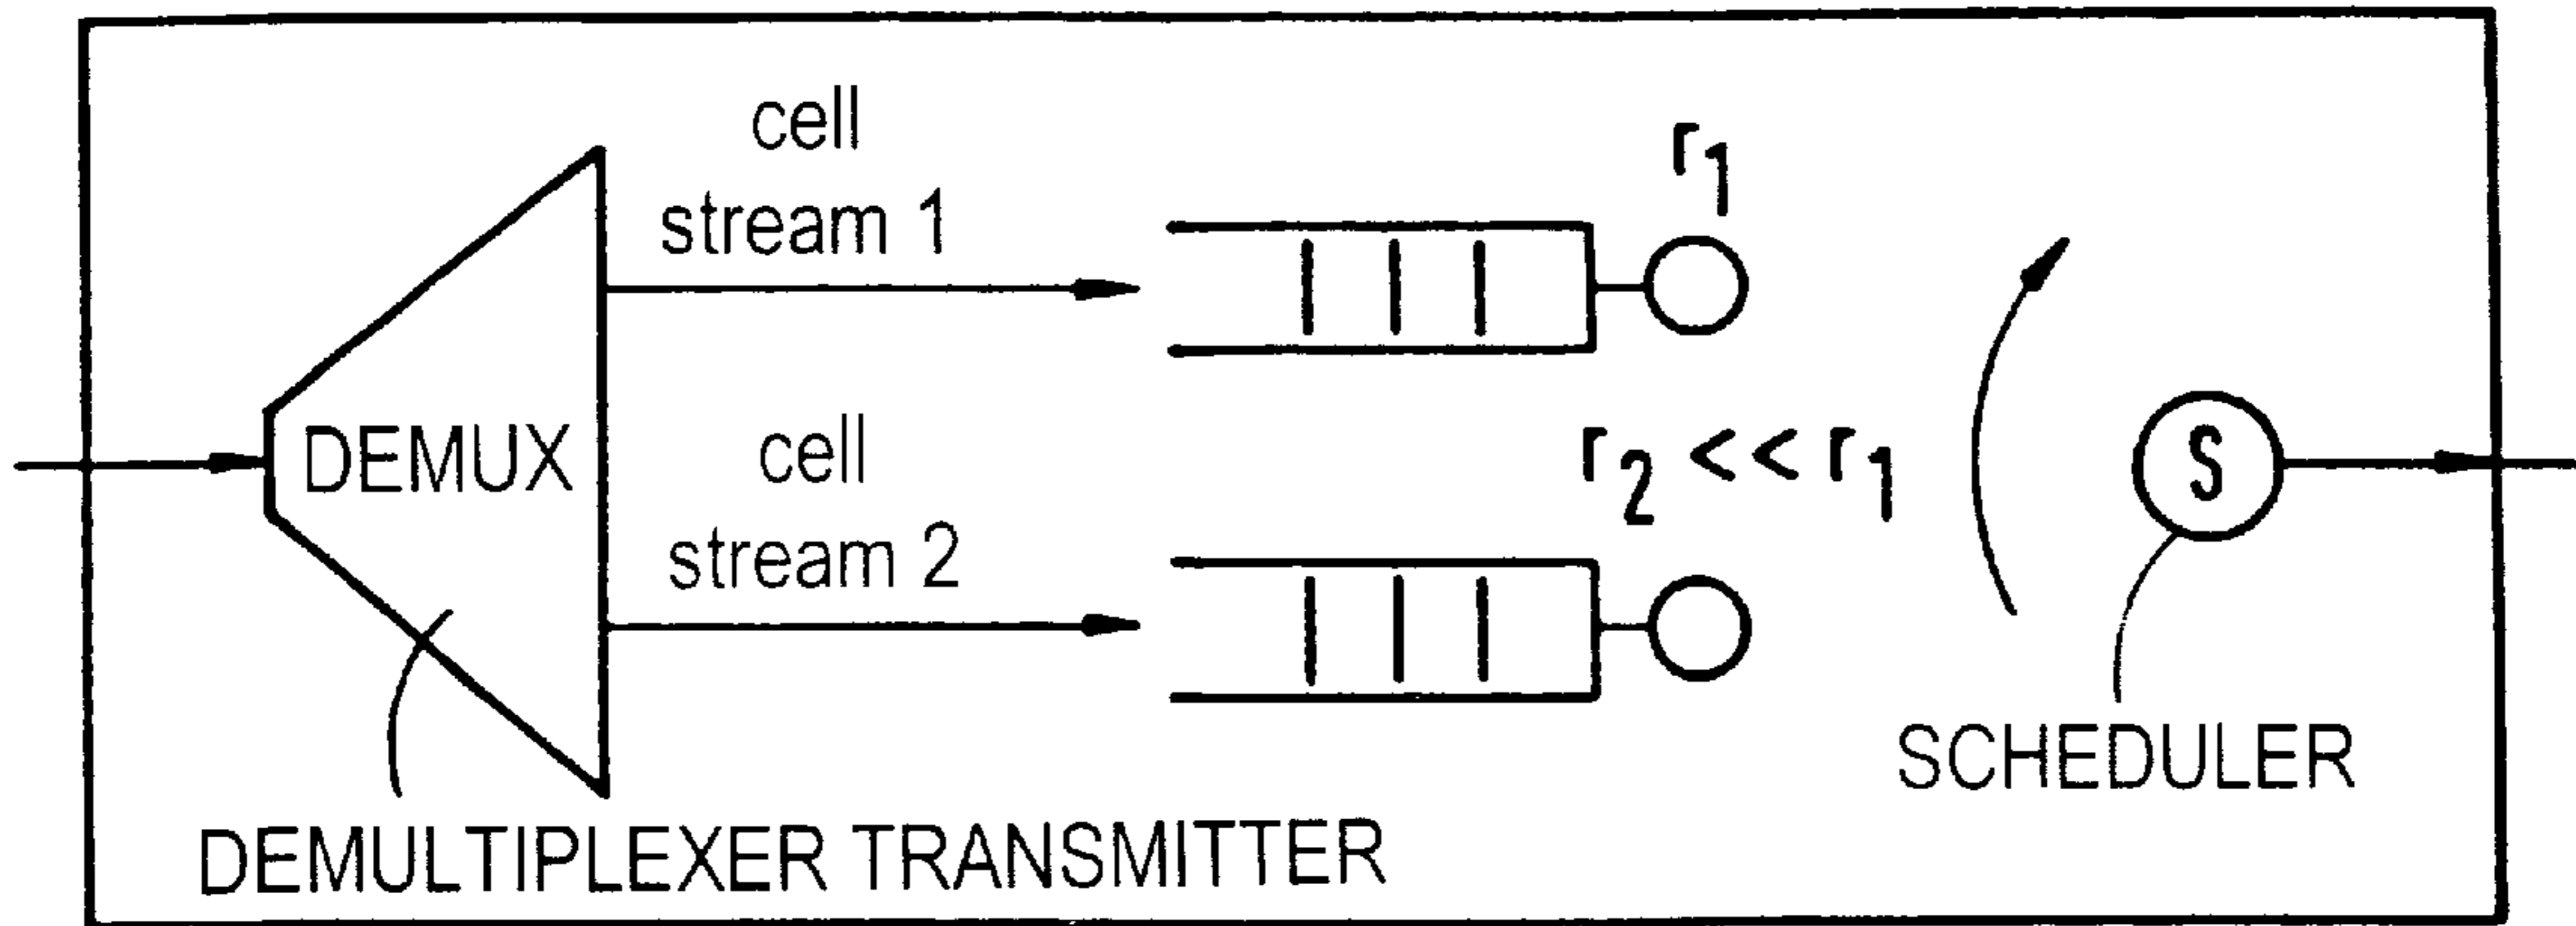 cell
stream 1
r1
DEMUX
cell
stream 2
r2 << r1
S
SCHEDULER
DEMULTIPLEXER TRANSMITTER